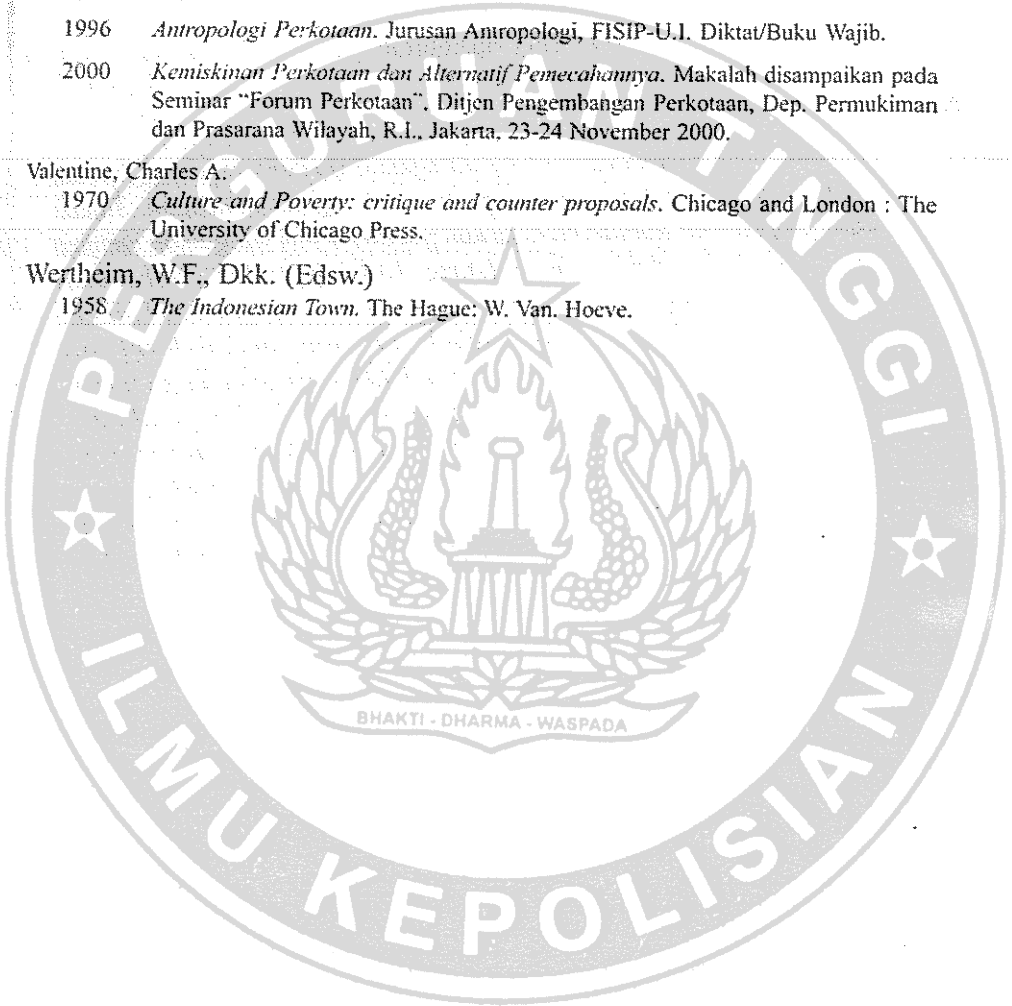 1996 Antropologi Perkotaan. Jurusan Antropologi, FISIP-U.I. Diktat/Buku Wajib.
2000 Kemiskinan Perkotaan dan Alternatif Pemecahannya. Makalah disampaikan pada
Seminar "Forum Perkotaan", Ditjen Pengembangan Perkotaan, Dep. Permukiman
dan Prasarana Wilayah, R.I., Jakarta, 23-24 November 2000.
Valentine, Charles A.
1970 Culture and Poverty: critique and counter proposals. Chicago and London : The
University of Chicago Press.
Wertheim, W.F., Dkk. (Edsw.)
1958 The Indonesian Town. The Hague: W. Van. Hoeve.
PERGURUAN TINGGI
BHAKTI - DHARMA - WASPADA
ILMU KEPOLISIAN